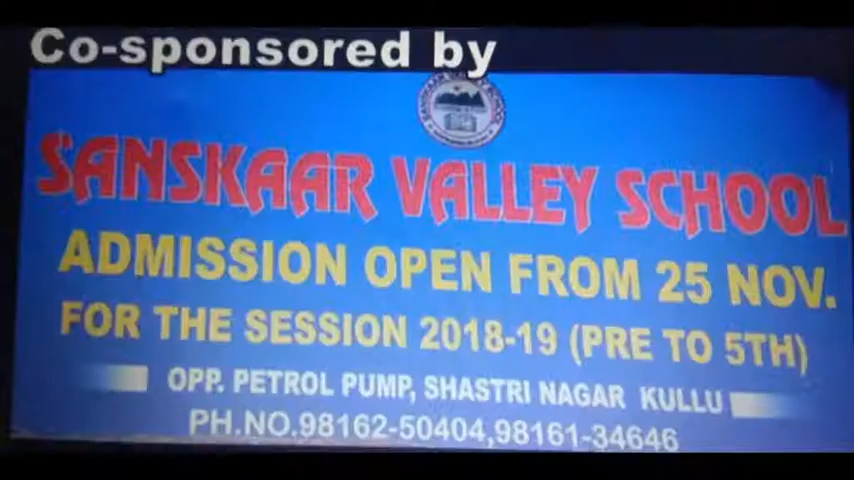 Co-sponsored by
SANSKAAR VALLEY SCHOOL
ADMISSION OPEN FROM 25 NOV.
FOR THE SESSION 2018-19 (PRE TO 5TH)
OPP. PETROL PUMP, SHASTRI NAGAR KULLU
PH.NO.98162-50404,98161-34646